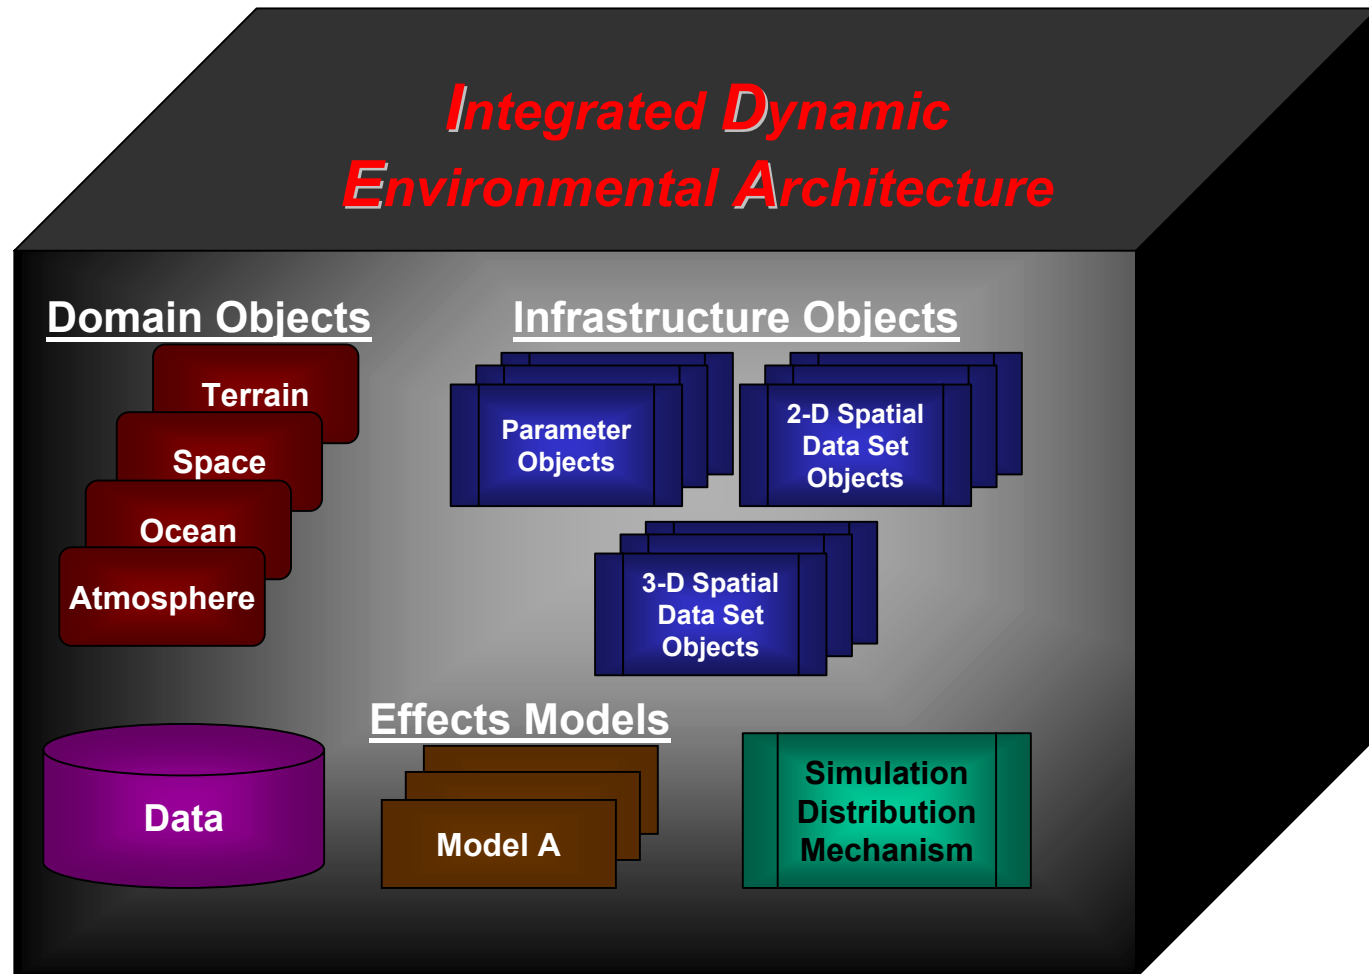 Integrated Dynamic
Environmental Architecture
Domain Objects
Terrain
Space
Ocean
Atmosphere
Infrastructure Objects
Parameter
Objects
2-D Spatial
Data Set
Objects
3-D Spatial
Data Set
Objects
Data
Effects Models
Model A
Simulation
Distribution
Mechanism